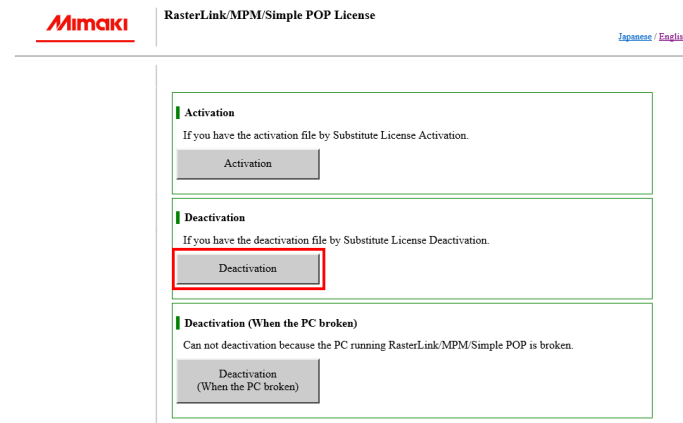 Mimaki
RasterLink/MPM/Simple POP License
Japanese / Englis
Activation
If you have the activation file by Substitute License Activation.
Activation
Deactivation
If you have the deactivation file by Substitute License Deactivation.
Deactivation
Deactivation (When the PC broken)
Can not deactivation because the PC running RasterLink/MPM/Simple POP is broken.
Deactivation
(When the PC broken)